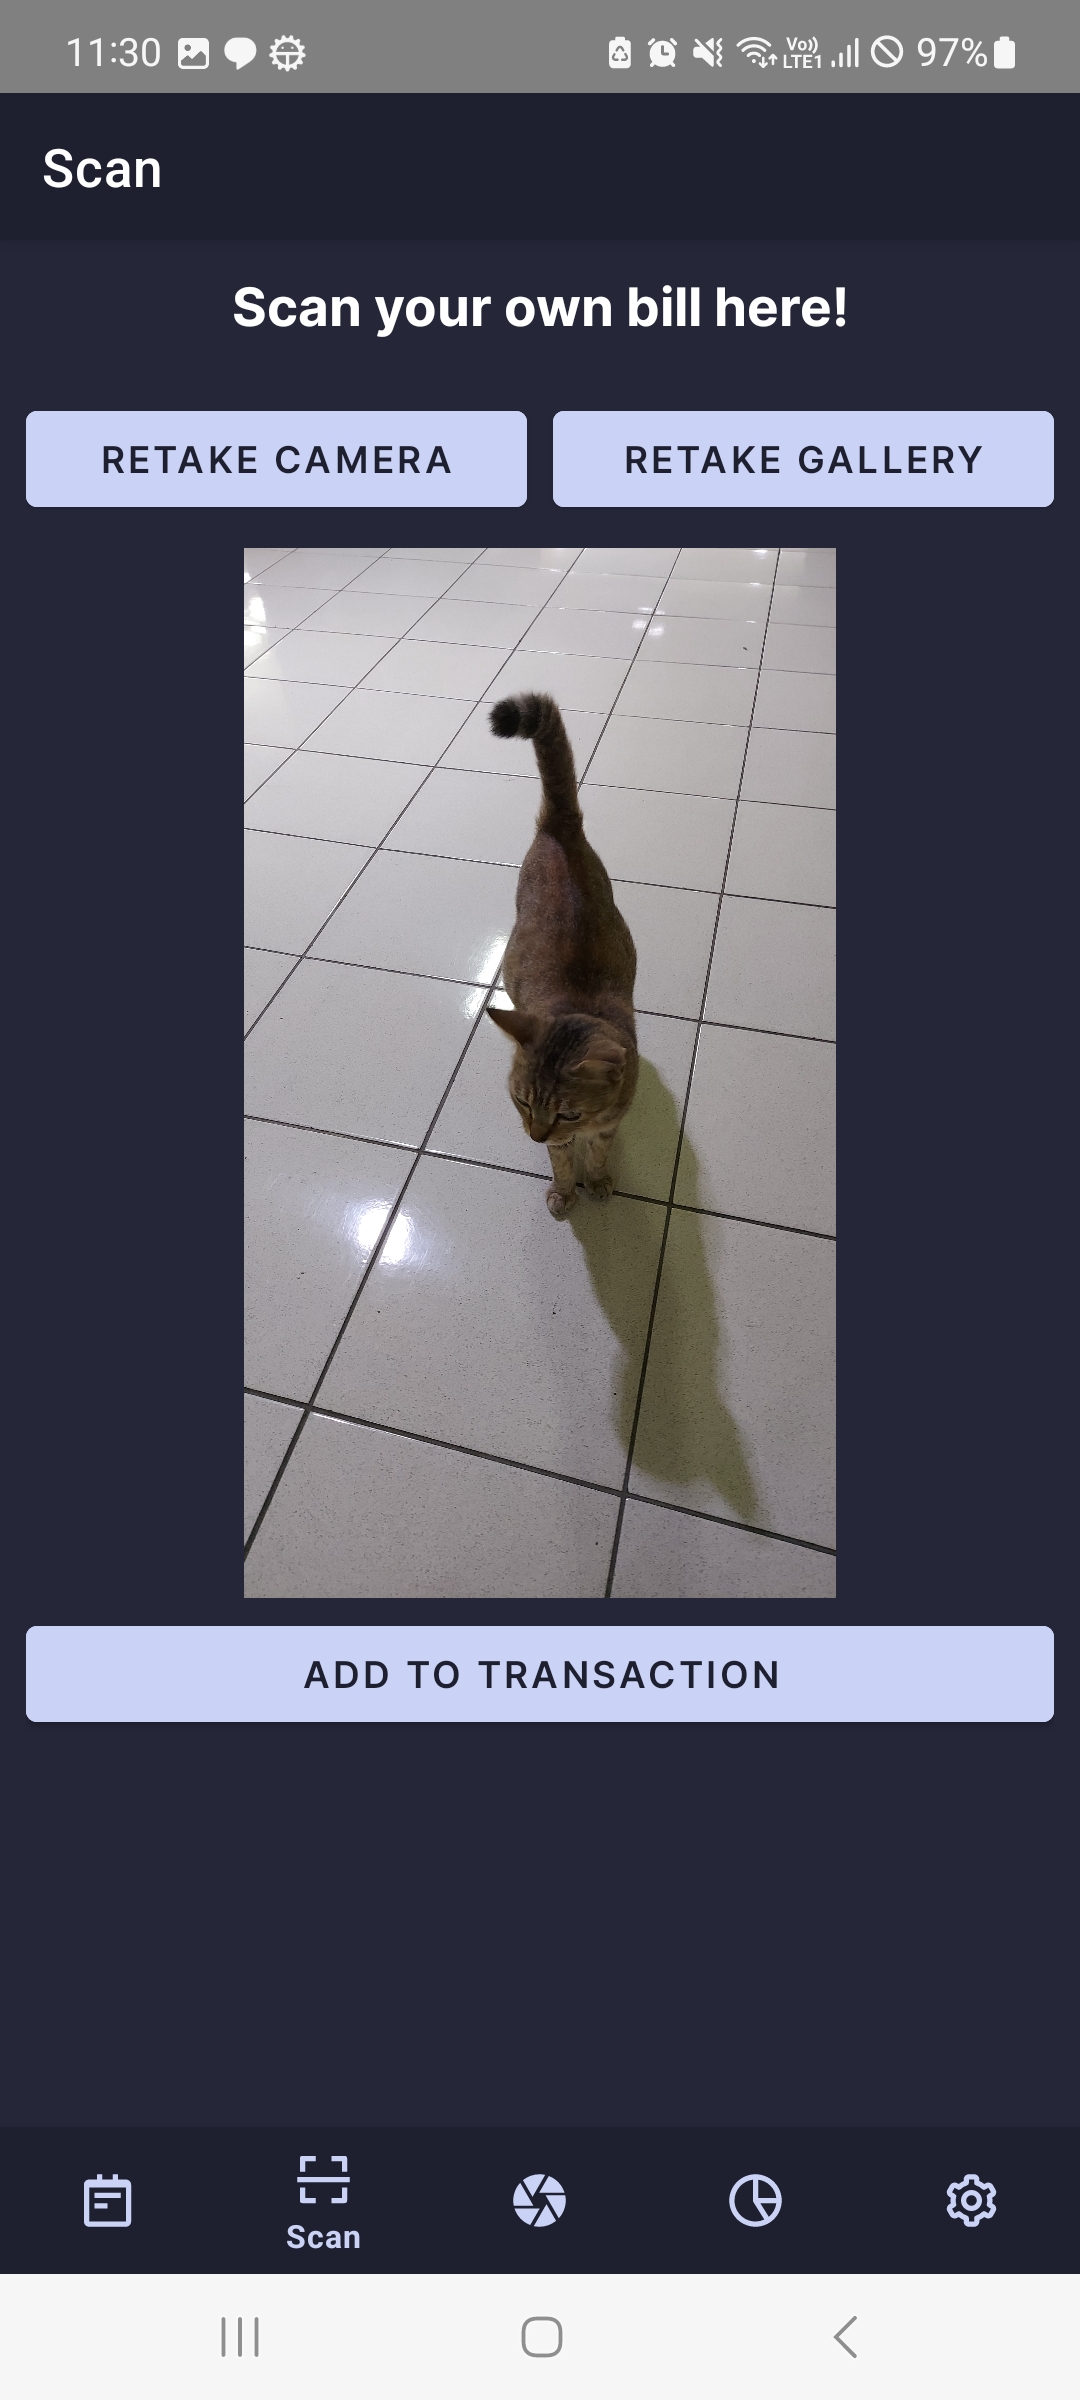 11:30
Vo))
LTE1
97%
Scan
Scan your own bill here!
RETAKE CAMERA
RETAKE GALLERY
ADD TO TRANSACTION
Scan